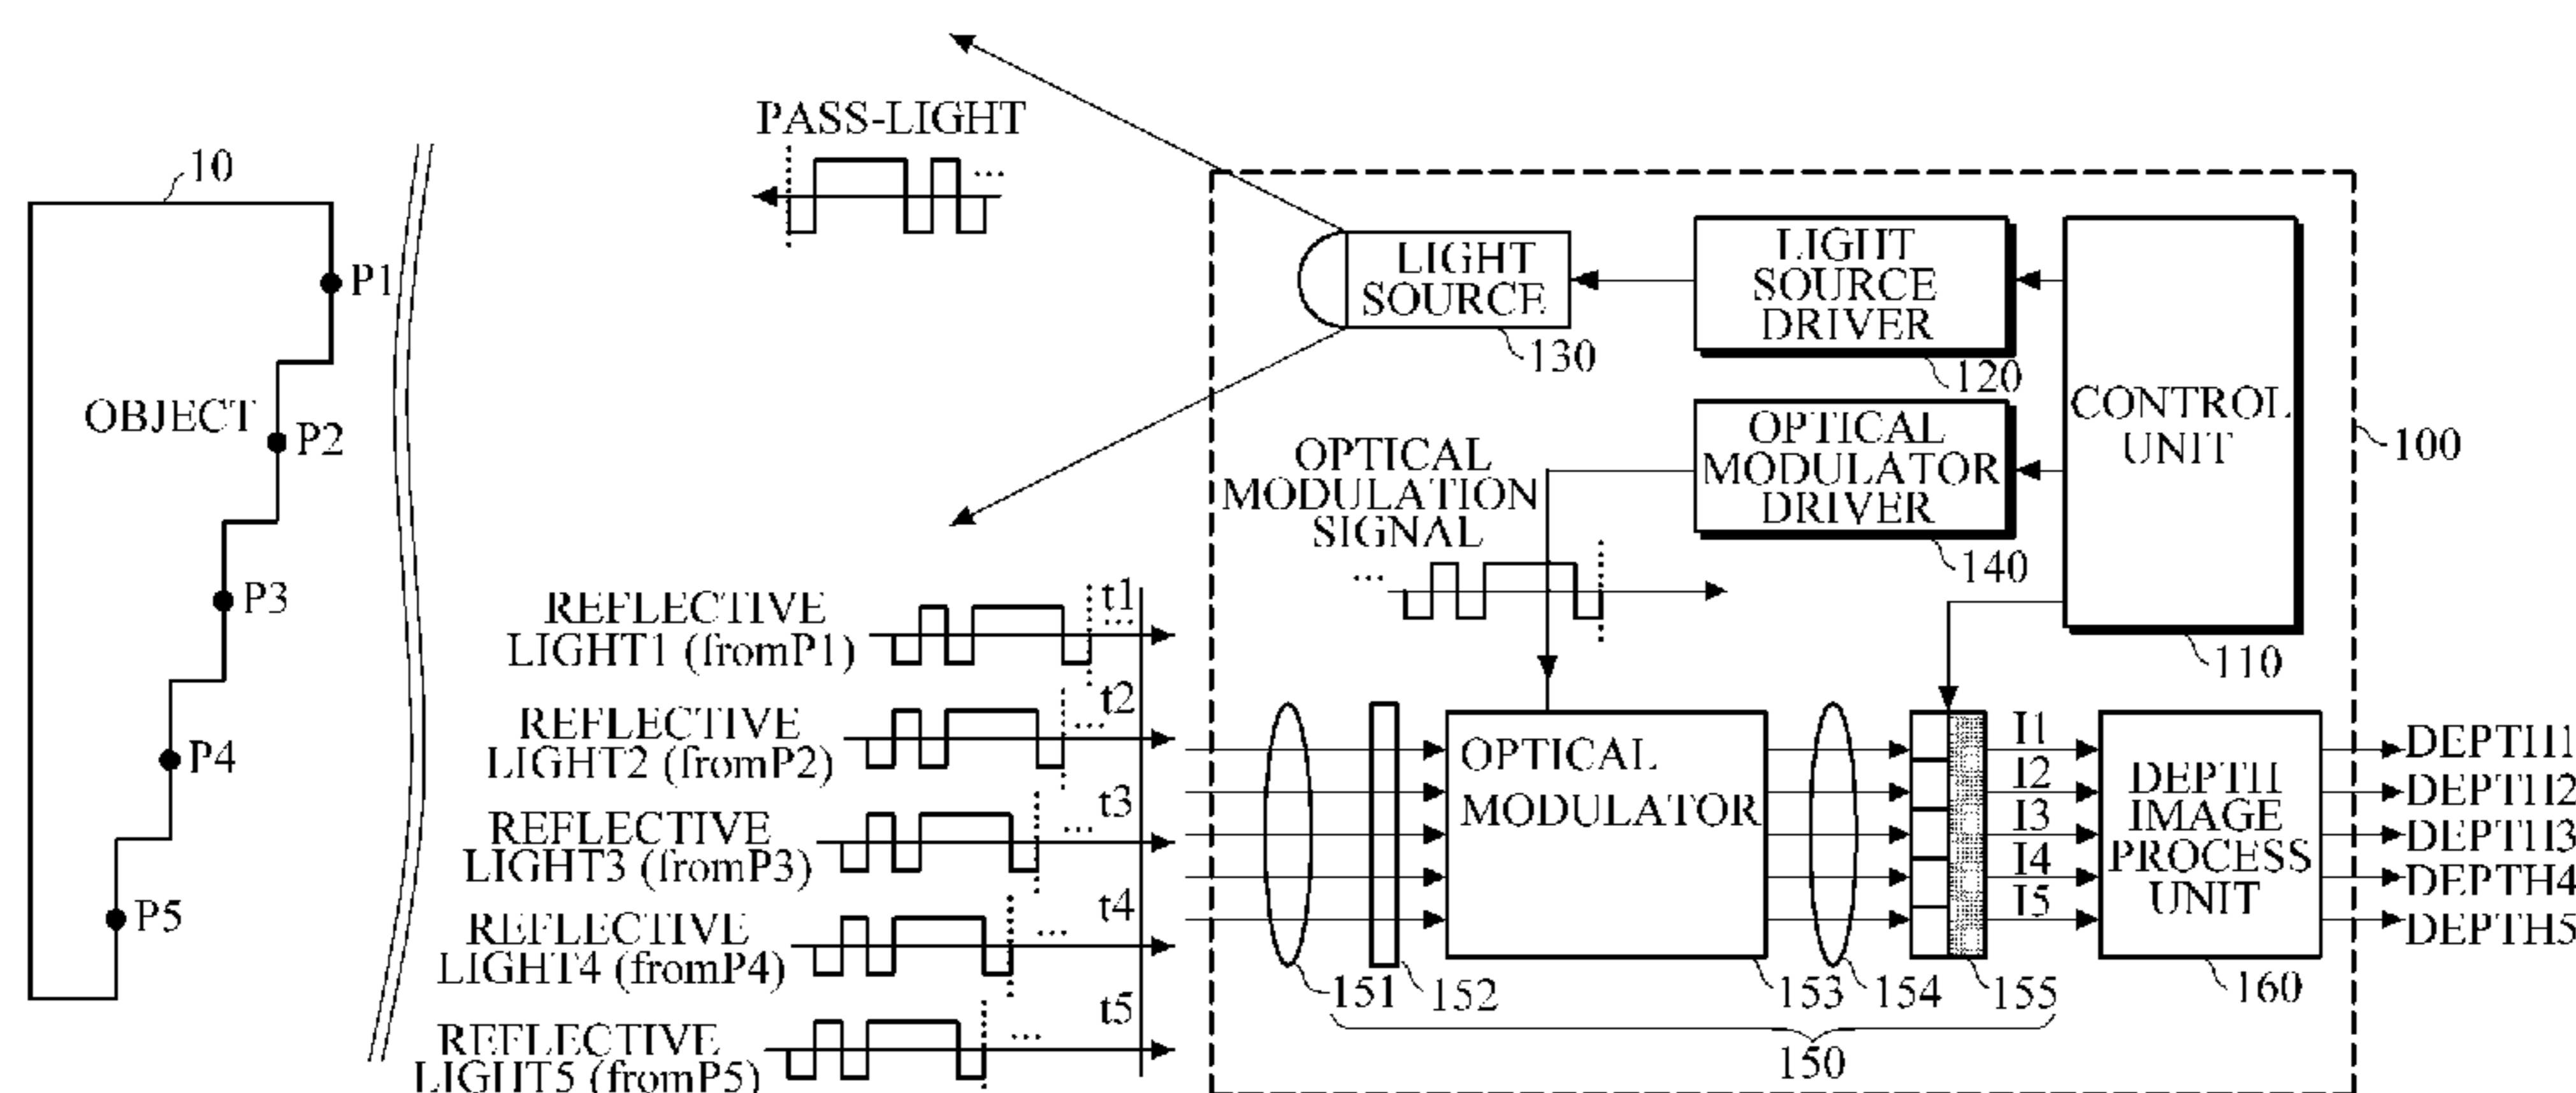 PASS-LIGHT
...
10
P1
OBJECT
P2
P3
P4
P5
LIGHT
SOURCE
130
LIGHT
SOURCE
DRIVER
120
CONTROL
UNIT
110
100
OPTICAL
MODULATOR
DRIVER
140
OPTICAL
MODULATION
SIGNAL
...
REFLECTIVE
LIGHT1 (fromP1)
t1
...
REFLECTIVE
LIGHT2 (fromP2)
t2
...
REFLECTIVE
LIGHT3 (fromP3)
t3
...
REFLECTIVE
LIGHT4 (fromP4)
t4
...
REFLECTIVE
LIGHT5 (fromP5)
t5
...
OPTICAL
MODULATOR
151
152
153
154
155
150
I1
I2
I3
I4
I5
DEPTH
IMAGE
PROCESS
UNIT
160
DEPTH1
DEPTH2
DEPTH3
DEPTH4
DEPTH5